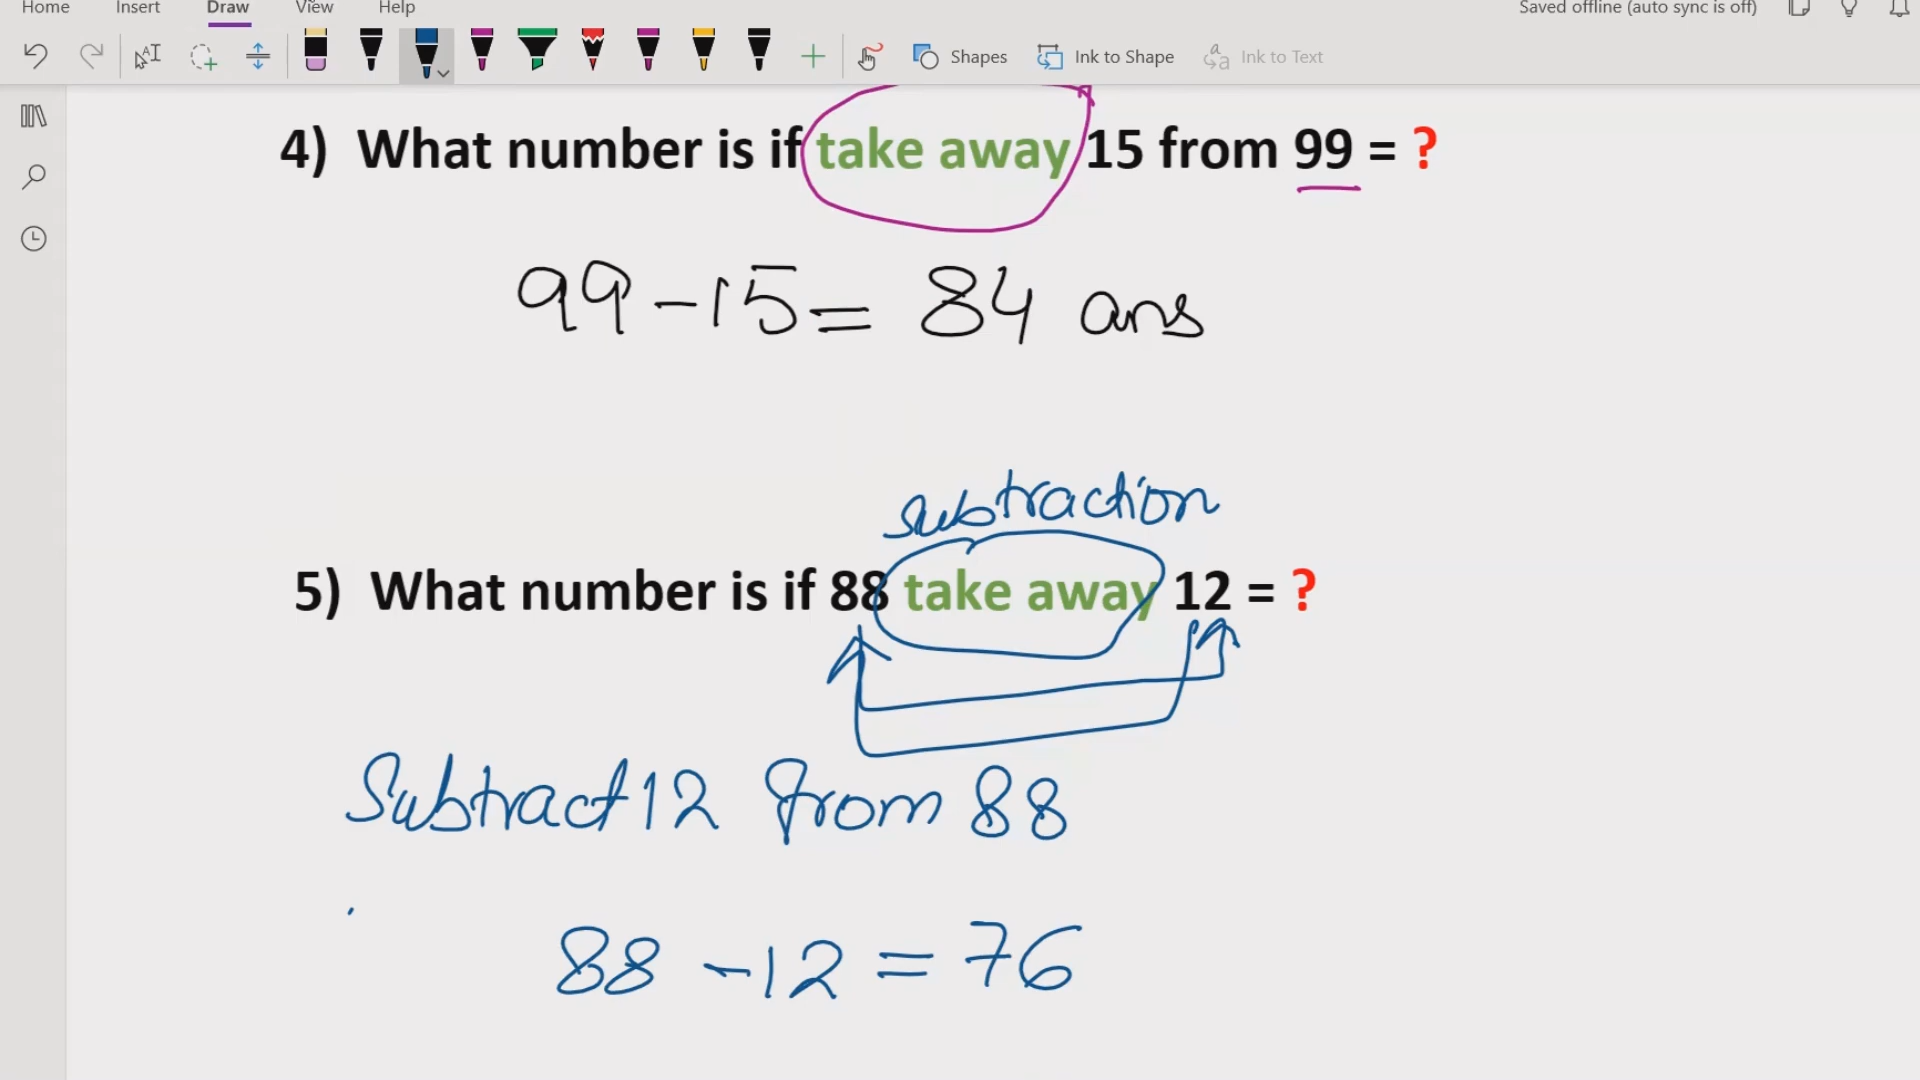 Home Insert Draw View Help Saved offline (auto sync is off)
Shapes Ink to Shape Ink to Text
4) What number is if take away 15 from 99 = ?
99 - 15 = 84 ans
subtraction
5) What number is if 88 take away 12 = ?
Subtract 12 from 88
88 - 12 = 76